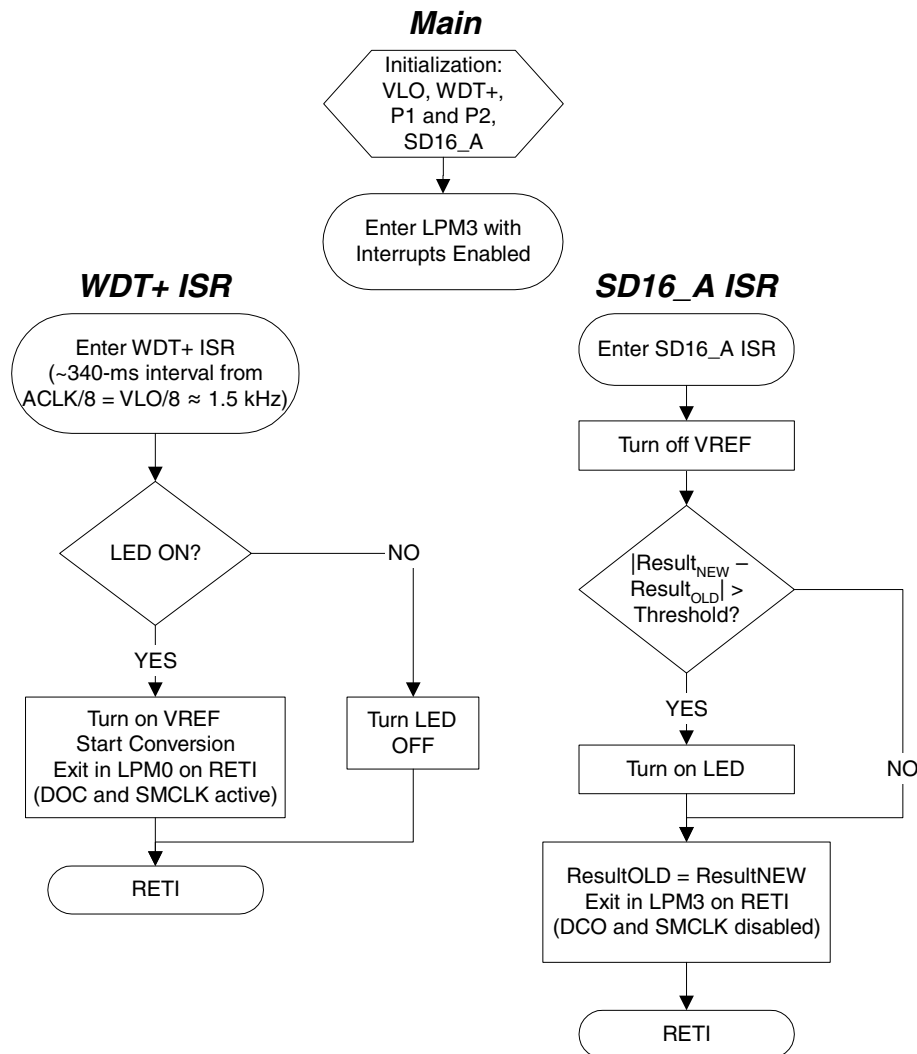 Main
Initialization:
VLO, WDT+,
P1 and P2,
SD16_A
Enter LPM3 with
Interrupts Enabled
WDT+ ISR
Enter WDT+ ISR
(~340-ms interval from
ACLK/8 = VLO/8 ≈ 1.5 kHz)
LED ON?
NO
YES
Turn on VREF
Start Conversion
Exit in LPM0 on RETI
(DOC and SMCLK active)
Turn LED
OFF
RETI
SD16_A ISR
Enter SD16_A ISR
Turn off VREF
|ResultNEW –
ResultOLD| >
Threshold?
YES
NO
Turn on LED
ResultOLD = ResultNEW
Exit in LPM3 on RETI
(DCO and SMCLK disabled)
RETI